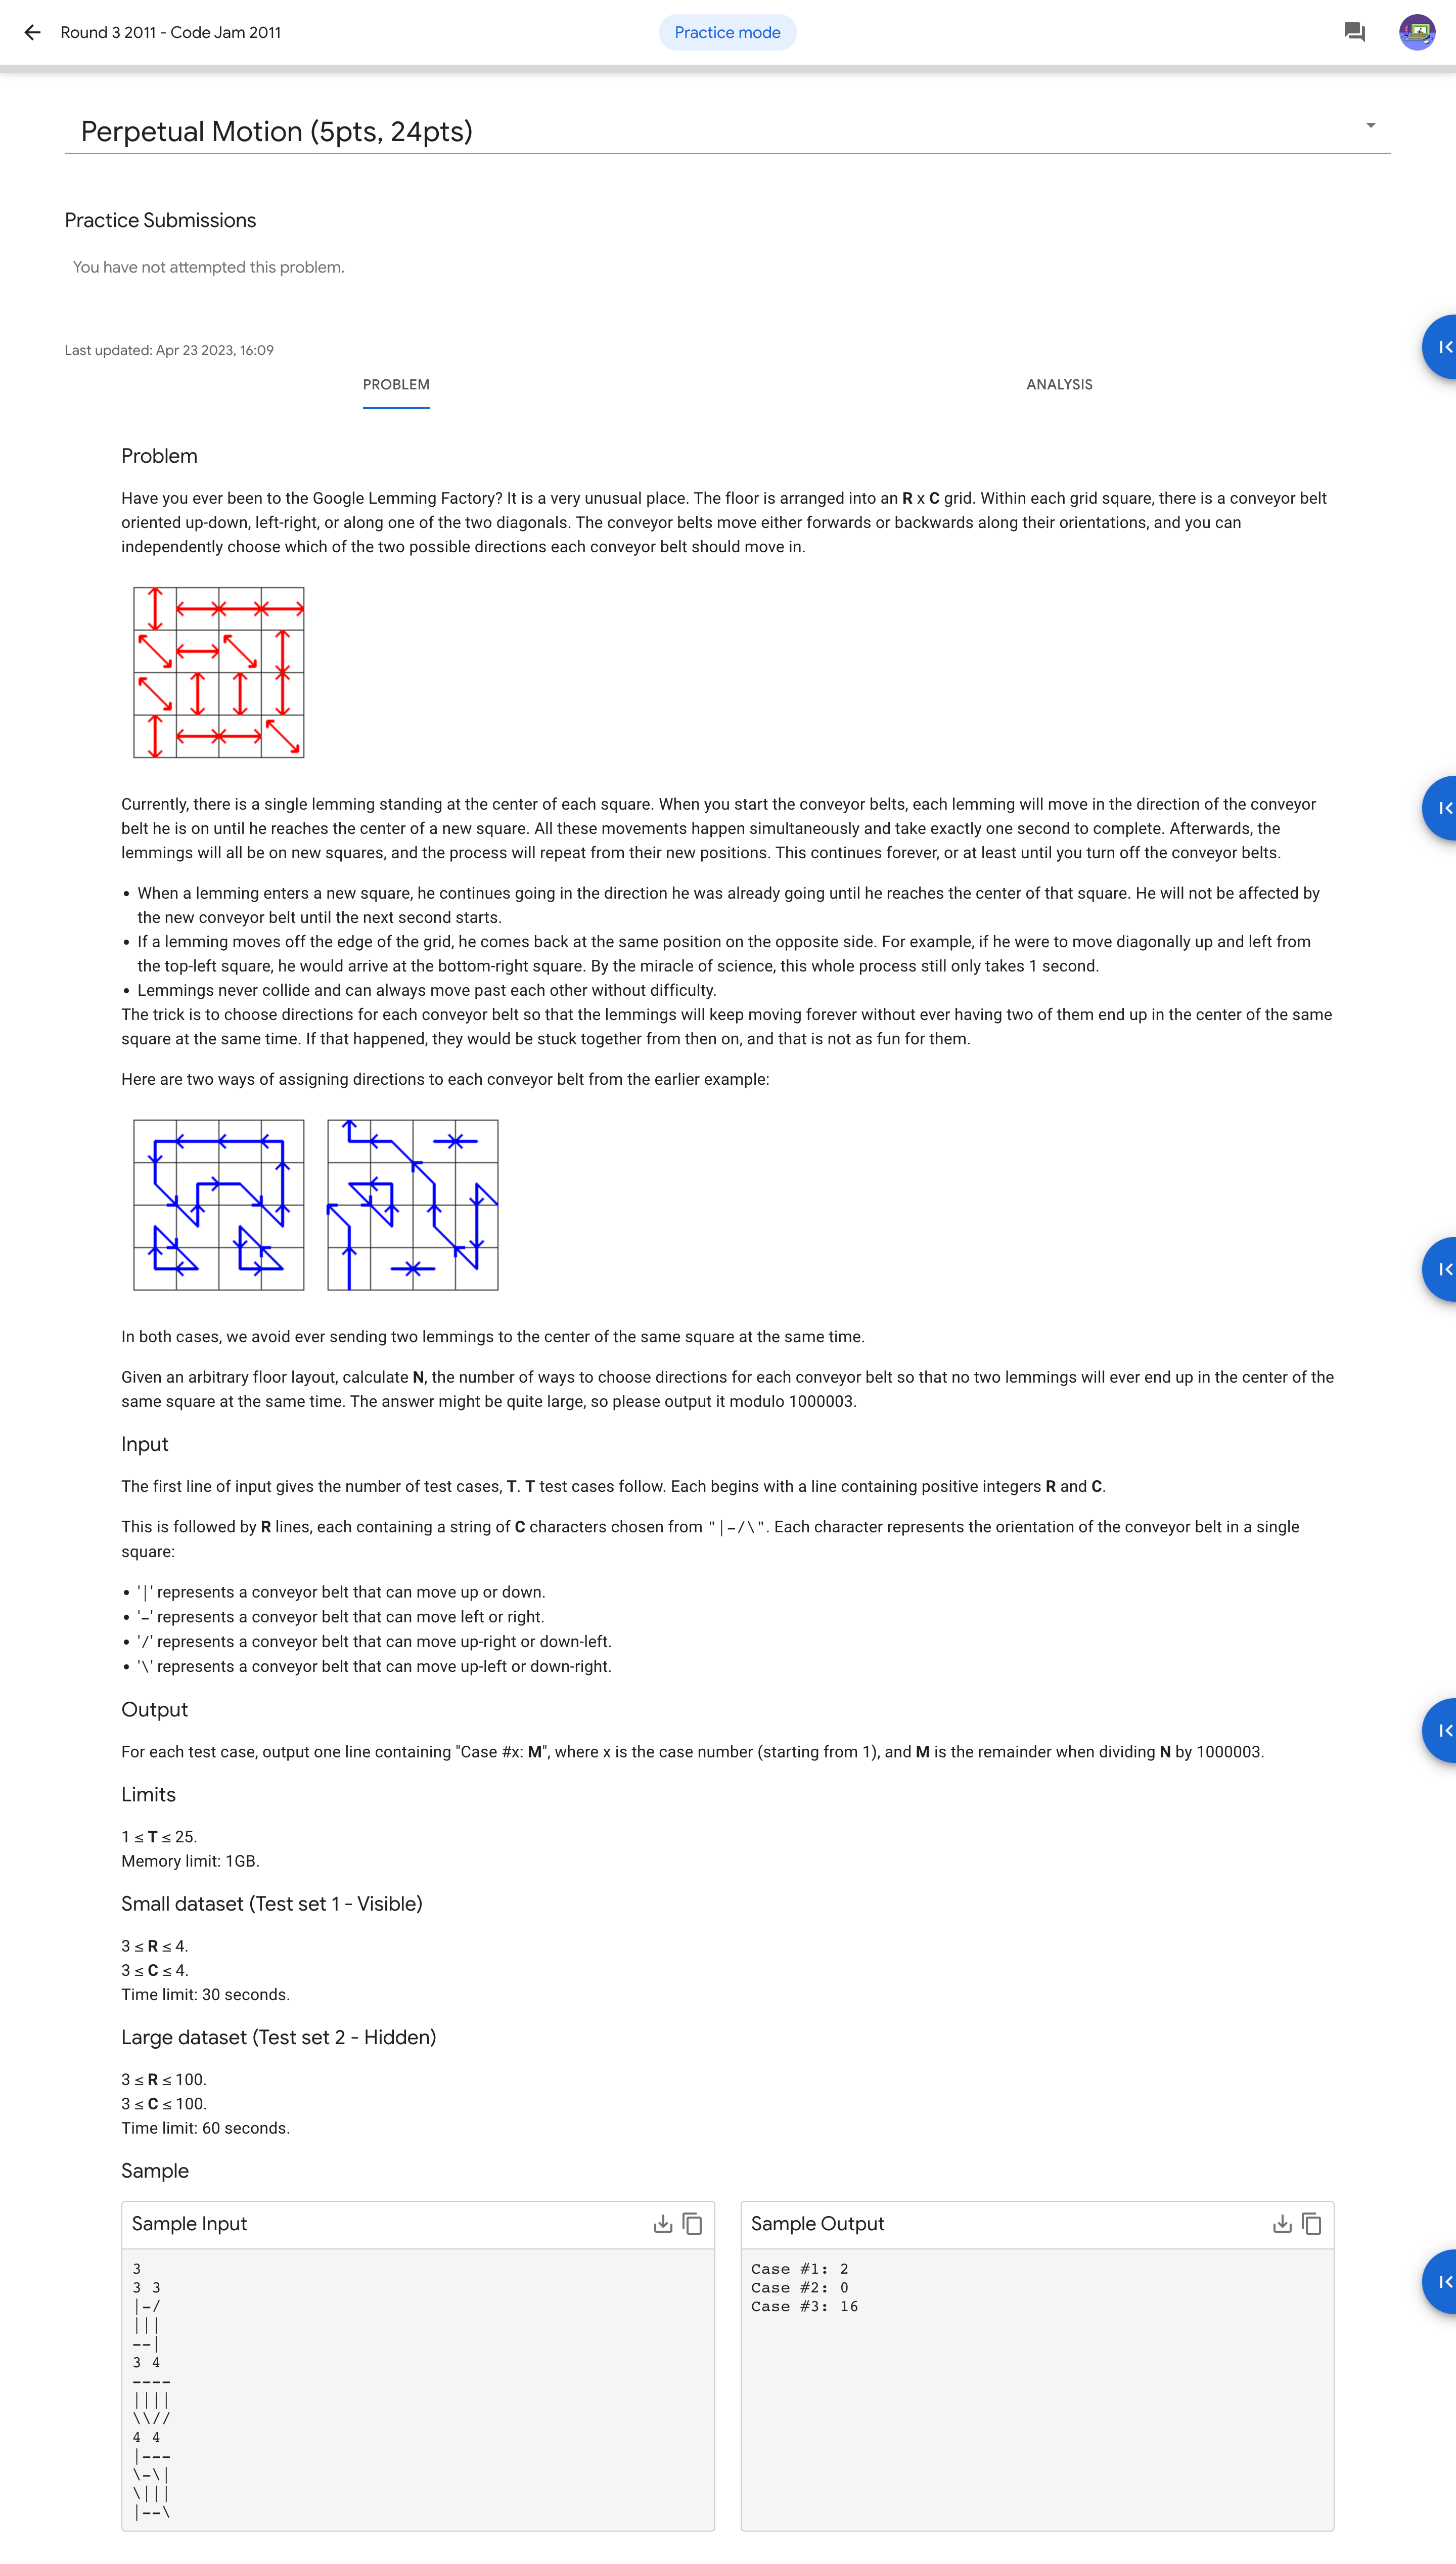 Round 3 2011 - Code Jam 2011
Practice mode
Perpetual Motion (5pts, 24pts)
Practice Submissions
You have not attempted this problem.
Last updated: Apr 23 2023, 16:09
PROBLEM
ANALYSIS
Problem
Have you ever been to the Google Lemming Factory? It is a very unusual place. The floor is arranged into an R x C grid. Within each grid square, there is a conveyor belt
oriented up-down, left-right, or along one of the two diagonals. The conveyor belts move either forwards or backwards along their orientations, and you can
independently choose which of the two possible directions each conveyor belt should move in.
Currently, there is a single lemming standing at the center of each square. When you start the conveyor belts, each lemming will move in the direction of the conveyor
belt he is on until he reaches the center of a new square. All these movements happen simultaneously and take exactly one second to complete. Afterwards, the
lemmings will all be on new squares, and the process will repeat from their new positions. This continues forever, or at least until you turn off the conveyor belts.
• When a lemming enters a new square, he continues going in the direction he was already going until he reaches the center of that square. He will not be affected by
the new conveyor belt until the next second starts.
• If a lemming moves off the edge of the grid, he comes back at the same position on the opposite side. For example, if he were to move diagonally up and left from
the top-left square, he would arrive at the bottom-right square. By the miracle of science, this whole process still only takes 1 second.
• Lemmings never collide and can always move past each other without difficulty.
The trick is to choose directions for each conveyor belt so that the lemmings will keep moving forever without ever having two of them end up in the center of the same
square at the same time. If that happened, they would be stuck together from then on, and that is not as fun for them.
Here are two ways of assigning directions to each conveyor belt from the earlier example:
In both cases, we avoid ever sending two lemmings to the center of the same square at the same time.
Given an arbitrary floor layout, calculate N, the number of ways to choose directions for each conveyor belt so that no two lemmings will ever end up in the center of the
same square at the same time. The answer might be quite large, so please output it modulo 1000003.
Input
The first line of input gives the number of test cases, T. T test cases follow. Each begins with a line containing positive integers R and C.
This is followed by R lines, each containing a string of C characters chosen from "|-/\". Each character represents the orientation of the conveyor belt in a single
square:
• '|' represents a conveyor belt that can move up or down.
• '-' represents a conveyor belt that can move left or right.
• '/' represents a conveyor belt that can move up-right or down-left.
• '\' represents a conveyor belt that can move up-left or down-right.
Output
For each test case, output one line containing "Case #x: M", where x is the case number (starting from 1), and M is the remainder when dividing N by 1000003.
Limits
1 ≤ T ≤ 25.
Memory limit: 1GB.
Small dataset (Test set 1 - Visible)
3 ≤ R ≤ 4.
3 ≤ C ≤ 4.
Time limit: 30 seconds.
Large dataset (Test set 2 - Hidden)
3 ≤ R ≤ 100.
3 ≤ C ≤ 100.
Time limit: 60 seconds.
Sample
Sample Input
3
3 3
|-/
|||
--|
3 4
----
||||
\\//
4 4
|---
\-\|
\|||
|--\
Sample Output
Case #1: 2
Case #2: 0
Case #3: 16